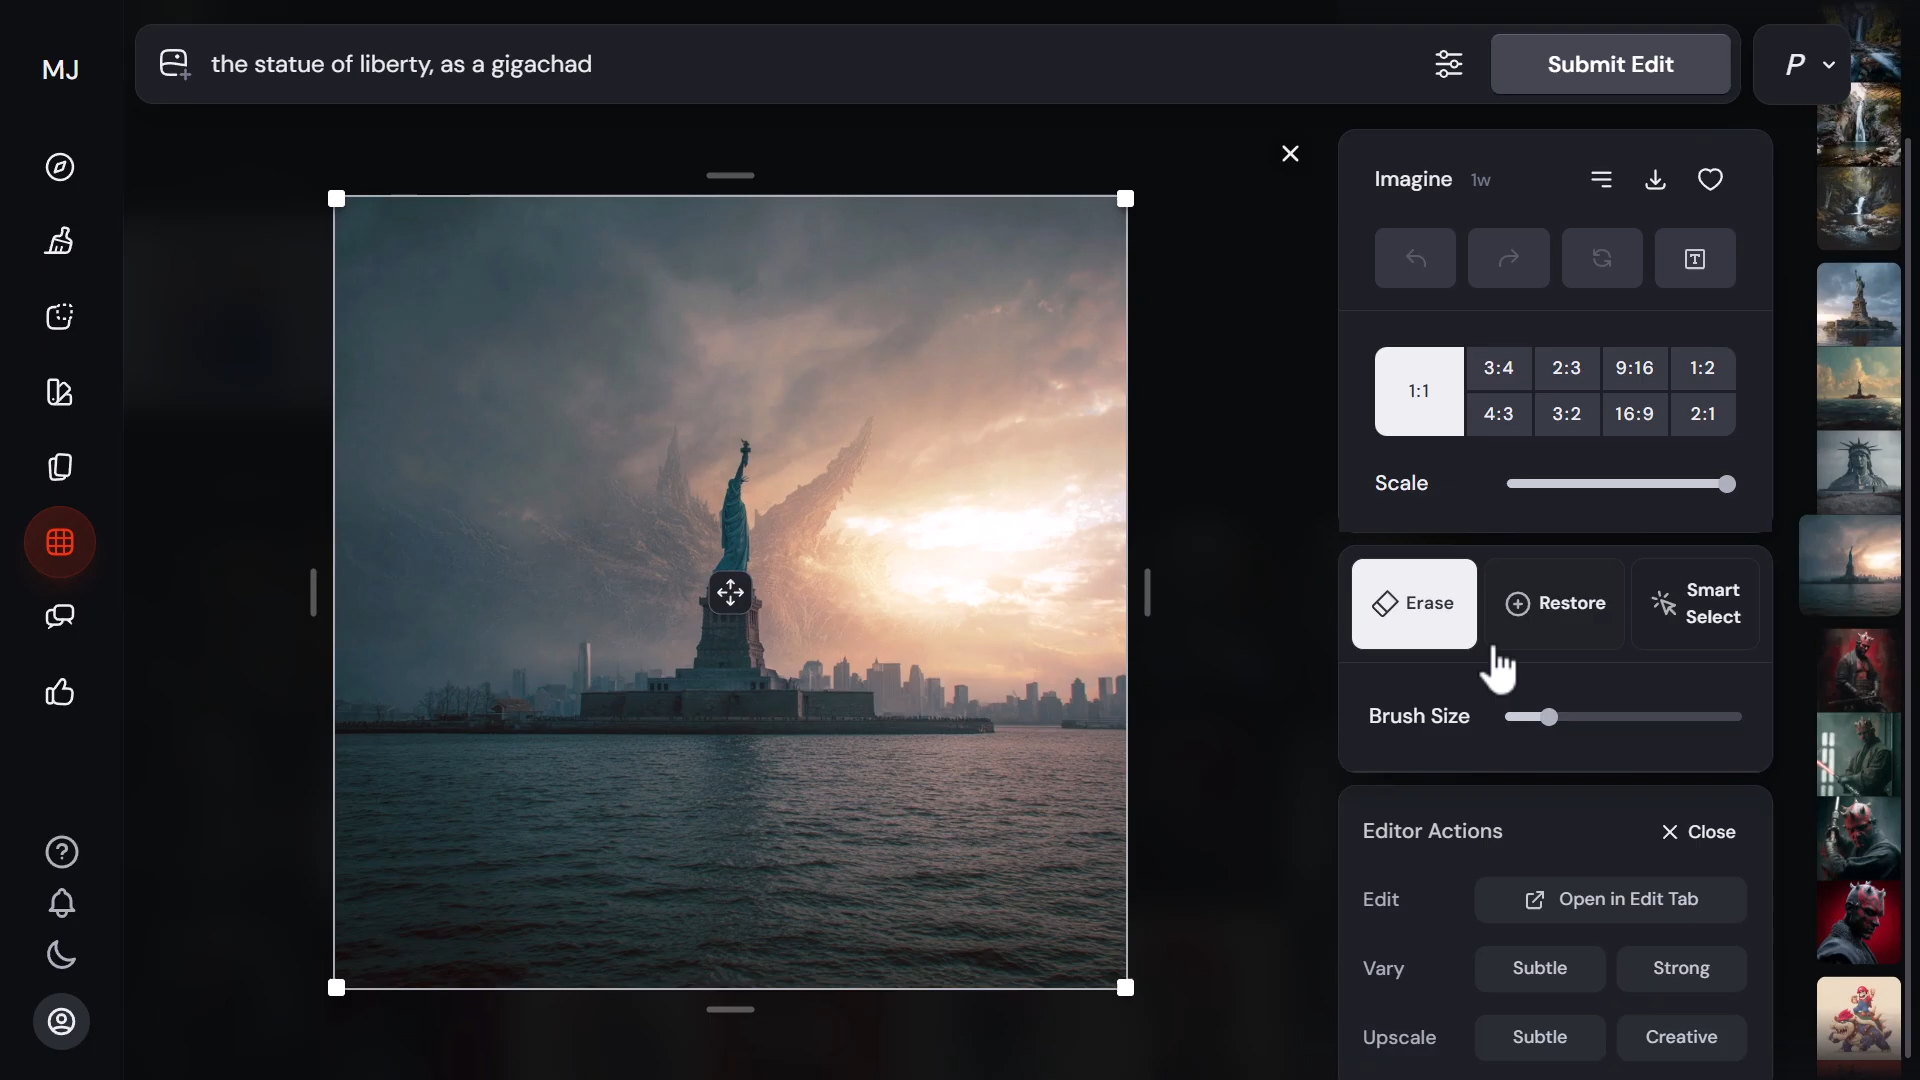 MJ
the statue of liberty, as a gigachad
Submit Edit
P
Imagine 1w
1:1
3:4 2:3 9:16 1:2
4:3 3:2 16:9 2:1
Scale
Erase
Restore
Smart
Select
Brush Size
Editor Actions
Close
Edit
Open in Edit Tab
Vary
Subtle
Strong
Upscale
Subtle
Creative